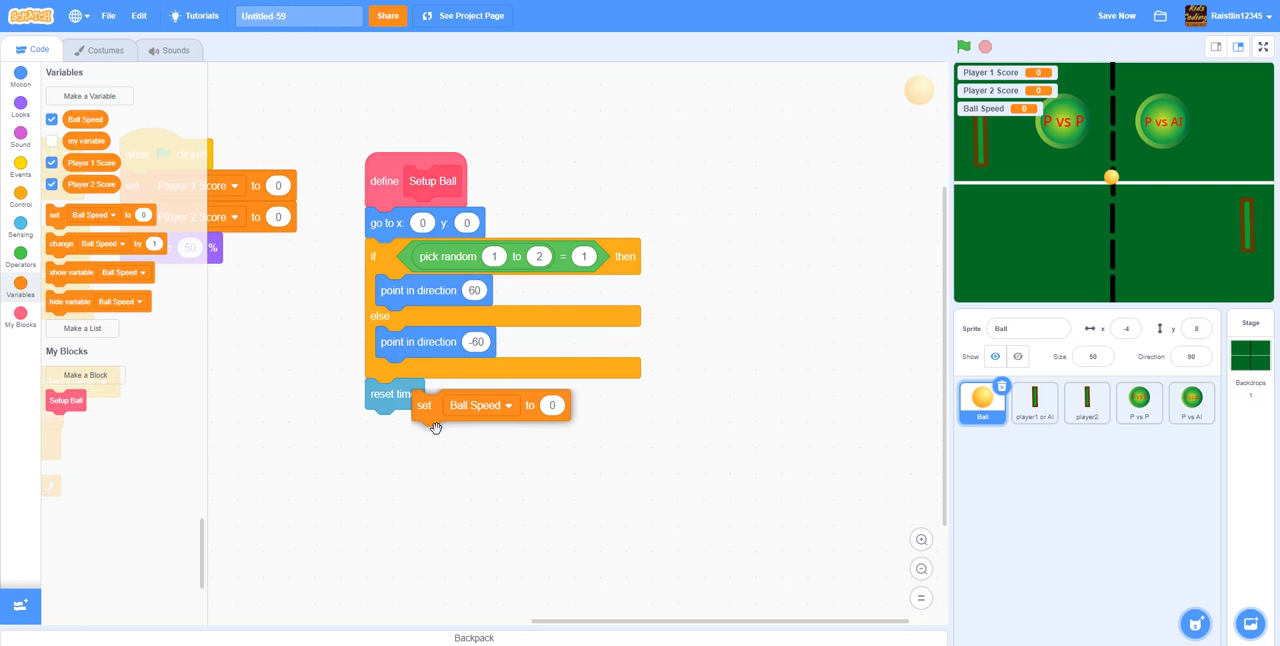 SCRATCH File Edit Tutorials Untitled-59 Share See Project Page Save Now Raistlin12345
Code Costumes Sounds
Motion
Looks
Sound
Events
Control
Sensing
Operators
Variables
My Blocks
Variables
Make a Variable
Ball Speed
my variable
Player 1 Score
Player 2 Score
set Ball Speed to 0
change Ball Speed by 1
show variable Ball Speed
hide variable Ball Speed
Make a List
My Blocks
Make a Block
Setup Ball
when clicked
set Player 1 Score to 0
Player 2 Score to 0
to 50 %
define Setup Ball
go to x: 0 y: 0
if pick random 1 to 2 = 1 then
point in direction 60
else
point in direction -60
reset tim
set Ball Speed to 0
Backpack
Player 1 Score 0
Player 2 Score 0
Ball Speed 0
P vs P
P vs AI
Sprite Ball x -4 y 8
Show Size 50 Direction 90
Ball
player1 or AI
player2
P vs P
P vs AI
Stage
Backdrops
1